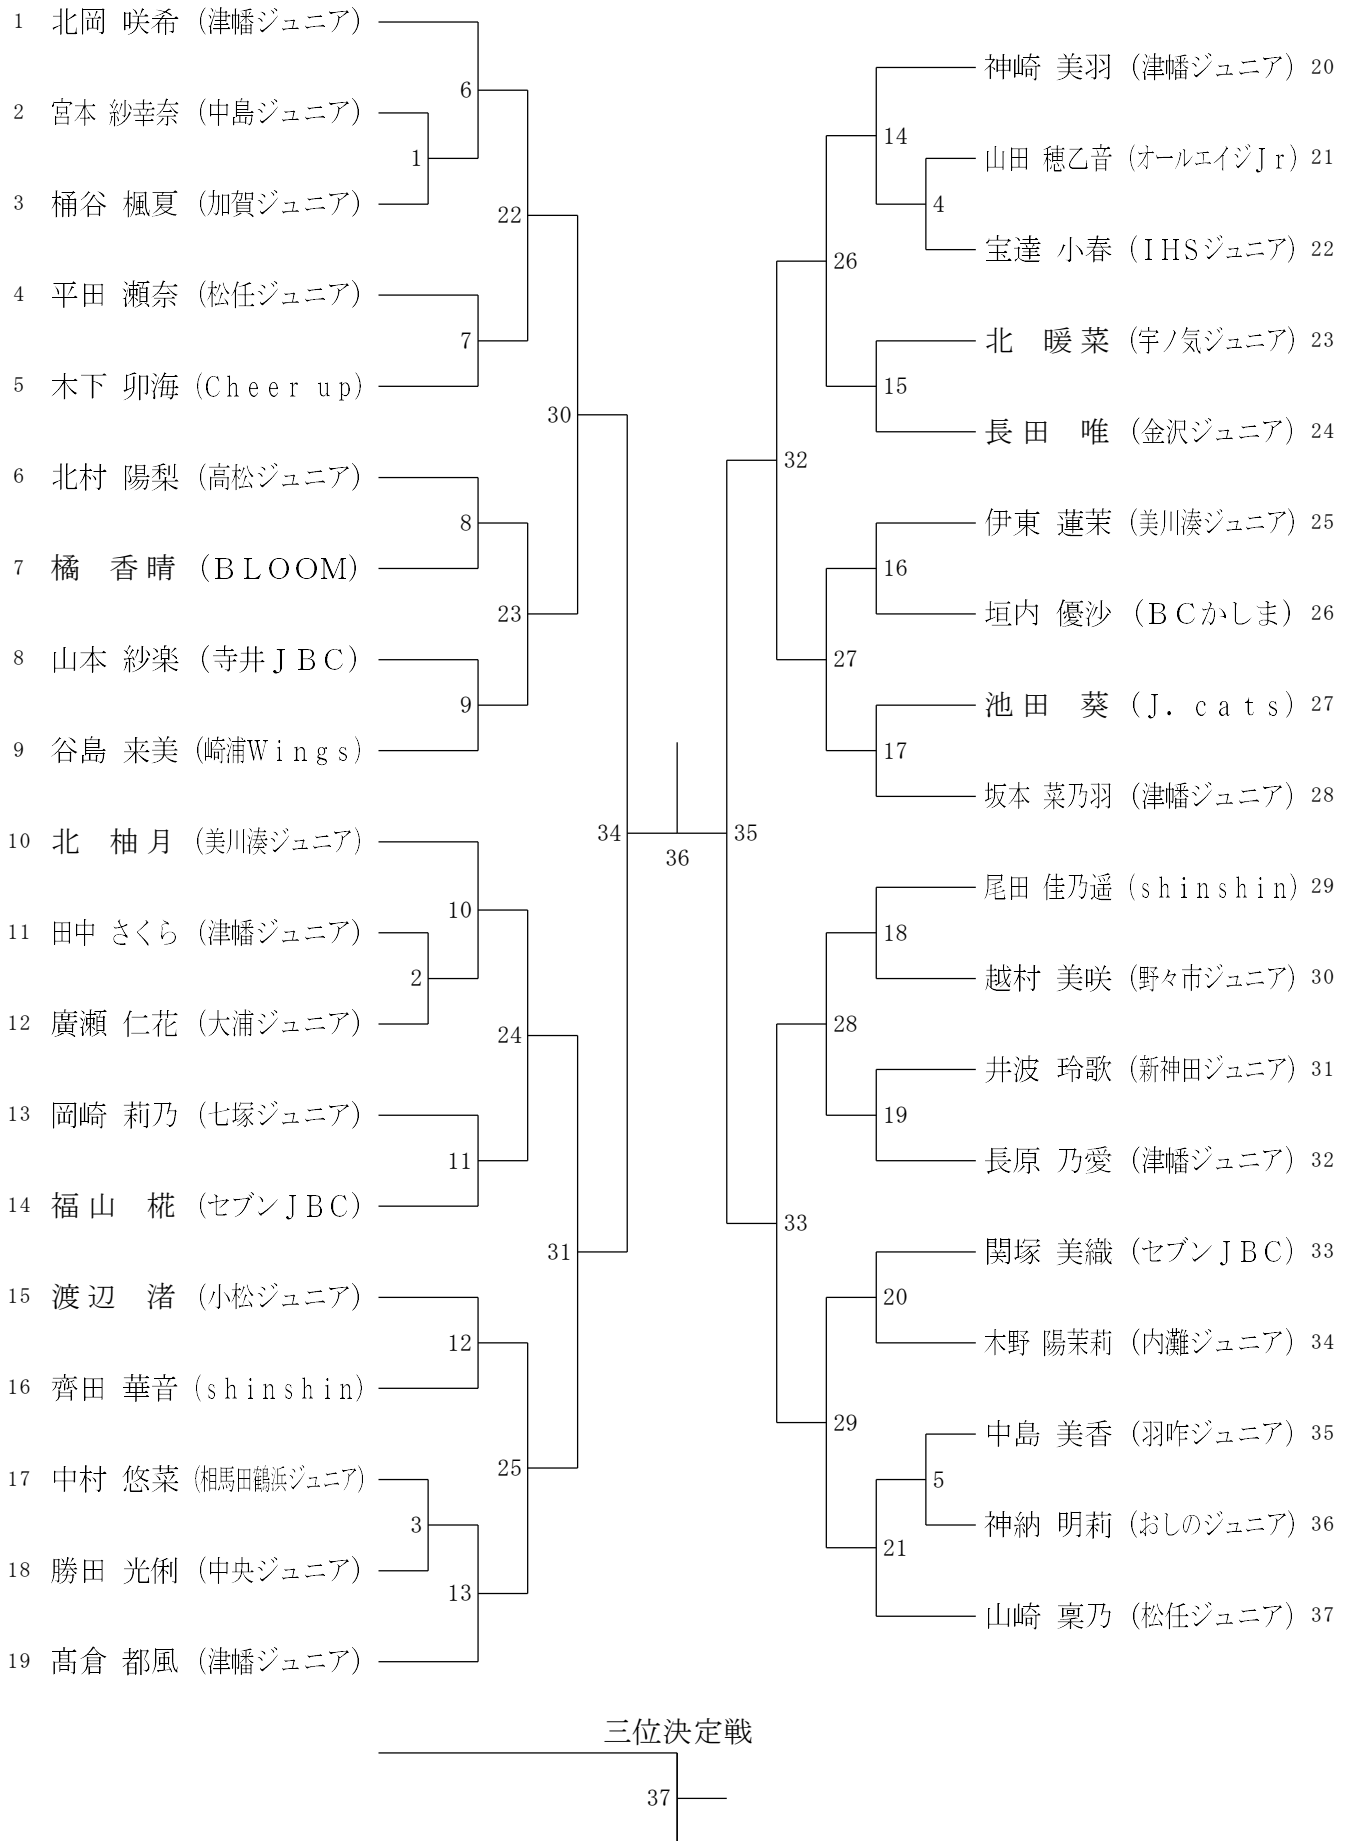 1 北岡 咲希 (津幡ジュニア)
2 宮本 紗幸奈 (中島ジュニア)
3 桶谷 楓夏 (加賀ジュニア)
4 平田 瀬奈 (松任ジュニア)
5 木下 卯海 (Cheer up)
6 北村 陽梨 (高松ジュニア)
7 橘 香晴 (BLOOM)
8 山本 紗楽 (寺井JBC)
9 谷島 来美 (崎浦Wings)
10 北 柚月 (美川湊ジュニア)
11 田中 さくら (津幡ジュニア)
12 廣瀬 仁花 (大浦ジュニア)
13 岡崎 莉乃 (七塚ジュニア)
14 福山 椛 (セブンJBC)
15 渡辺 渚 (小松ジュニア)
16 齊田 華音 (shinshin)
17 中村 悠菜 (相馬田鶴浜ジュニア)
18 勝田 光俐 (中央ジュニア)
19 髙倉 都風 (津幡ジュニア)
1
2
3
6
7
8
9
10
11
12
13
22
23
24
25
30
31
34
36
35
32
33
26
27
28
29
14
15
16
17
18
19
20
21
4
5
神崎 美羽 (津幡ジュニア) 20
山田 穂乙音 (オールエイジJr) 21
宝達 小春 (IHSジュニア) 22
北 暖菜 (宇ノ気ジュニア) 23
長田 唯 (金沢ジュニア) 24
伊東 蓮茉 (美川湊ジュニア) 25
垣内 優沙 (BCかしま) 26
池田 葵 (J. cats) 27
坂本 菜乃羽 (津幡ジュニア) 28
尾田 佳乃遥 (shinshin) 29
越村 美咲 (野々市ジュニア) 30
井波 玲歌 (新神田ジュニア) 31
長原 乃愛 (津幡ジュニア) 32
関塚 美織 (セブンJBC) 33
木野 陽茉莉 (内灘ジュニア) 34
中島 美香 (羽咋ジュニア) 35
神納 明莉 (おしのジュニア) 36
山崎 稟乃 (松任ジュニア) 37
三位決定戦
37